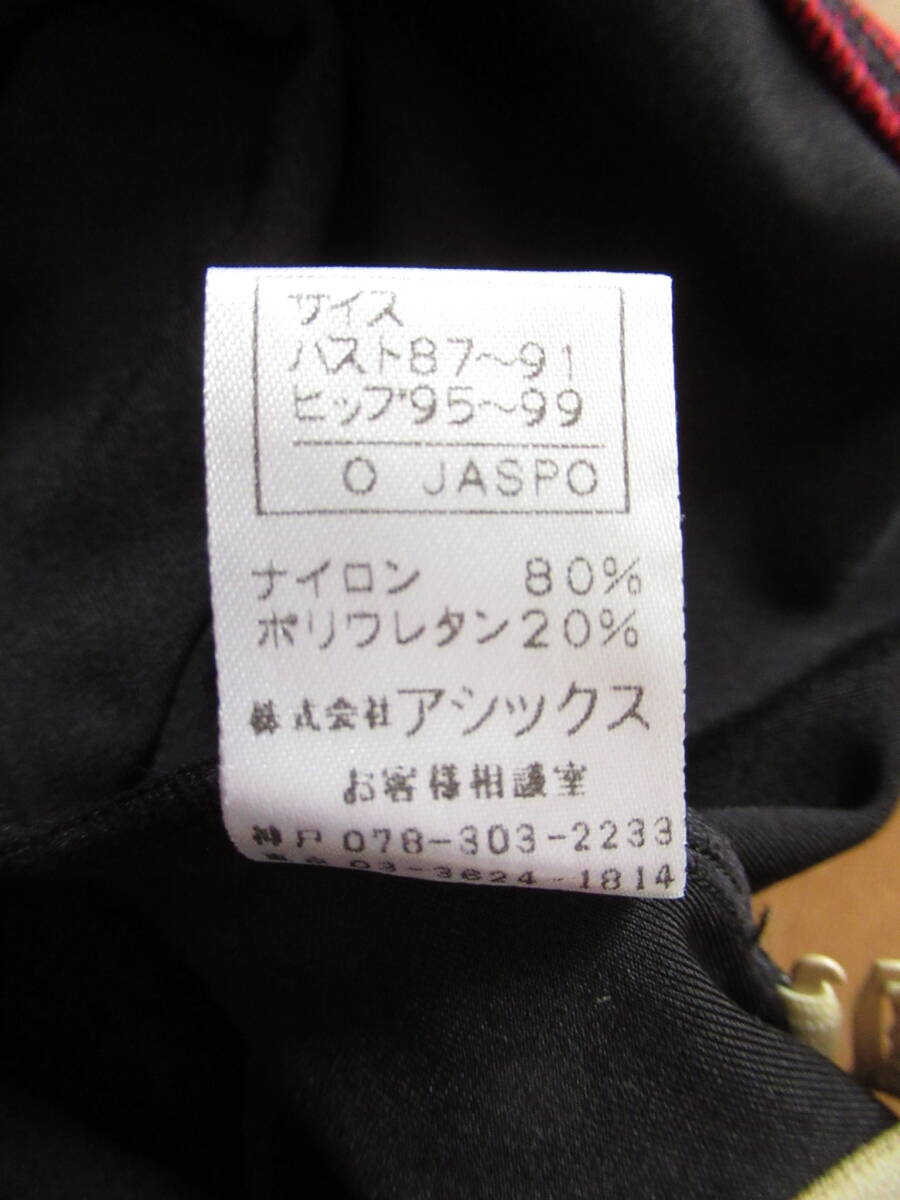 サイズ
バスト87〜91
ヒップ95〜99
O JASPO
ナイロン 80%
ポリウレタン20%
株式会社アシックス
お客様相談室
神戸 078-303-2233
東京 03-3624-1814